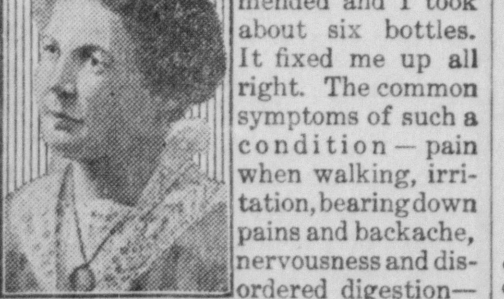 mended and I took
about six bottles.
It fixed me up all
right. The common
symptoms of such a
condition — pain
when walking, irri-
tation, bearing down
pains and backache,
nervousness and dis-
ordered digestion—